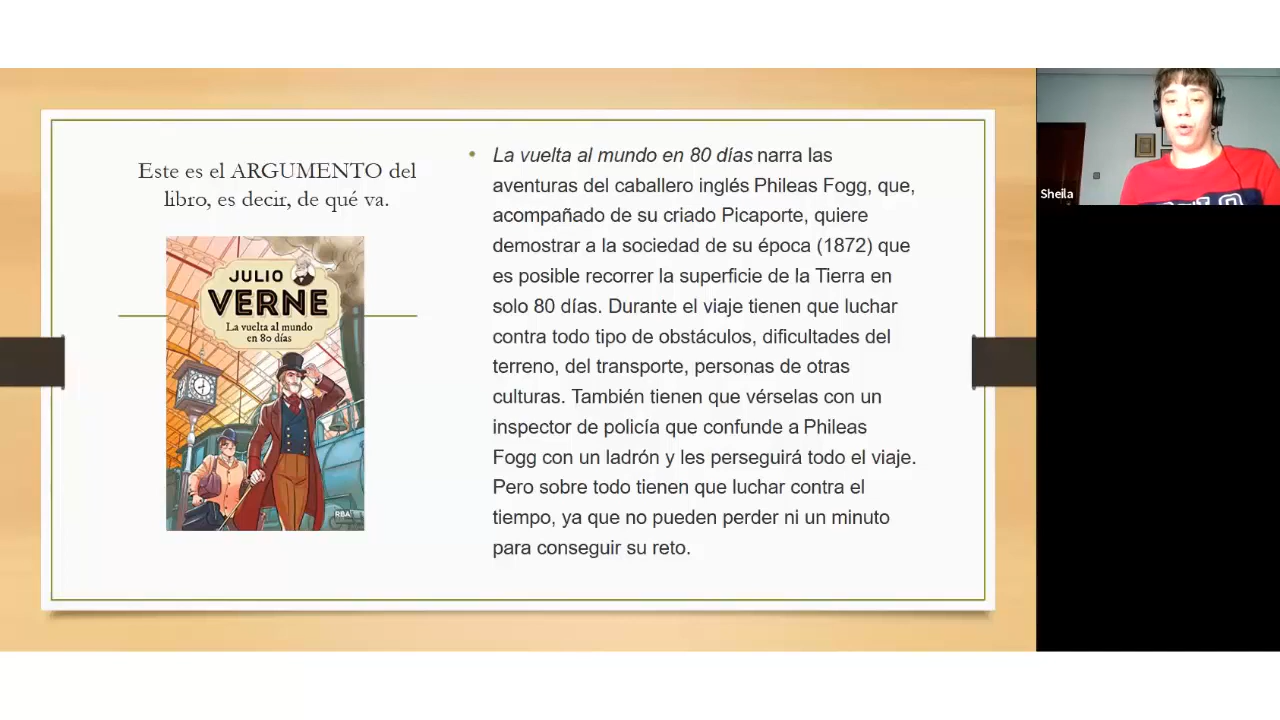 Este es el ARGUMENTO del
libro, es decir, de qué va.
JULIO
VERNE
La vuelta al mundo
en 80 días
RBA
• La vuelta al mundo en 80 días narra las
aventuras del caballero inglés Phileas Fogg, que,
acompañado de su criado Picaporte, quiere
demostrar a la sociedad de su época (1872) que
es posible recorrer la superficie de la Tierra en
solo 80 días. Durante el viaje tienen que luchar
contra todo tipo de obstáculos, dificultades del
terreno, del transporte, personas de otras
culturas. También tienen que vérselas con un
inspector de policía que confunde a Phileas
Fogg con un ladrón y les perseguirá todo el viaje.
Pero sobre todo tienen que luchar contra el
tiempo, ya que no pueden perder ni un minuto
para conseguir su reto.
Sheila